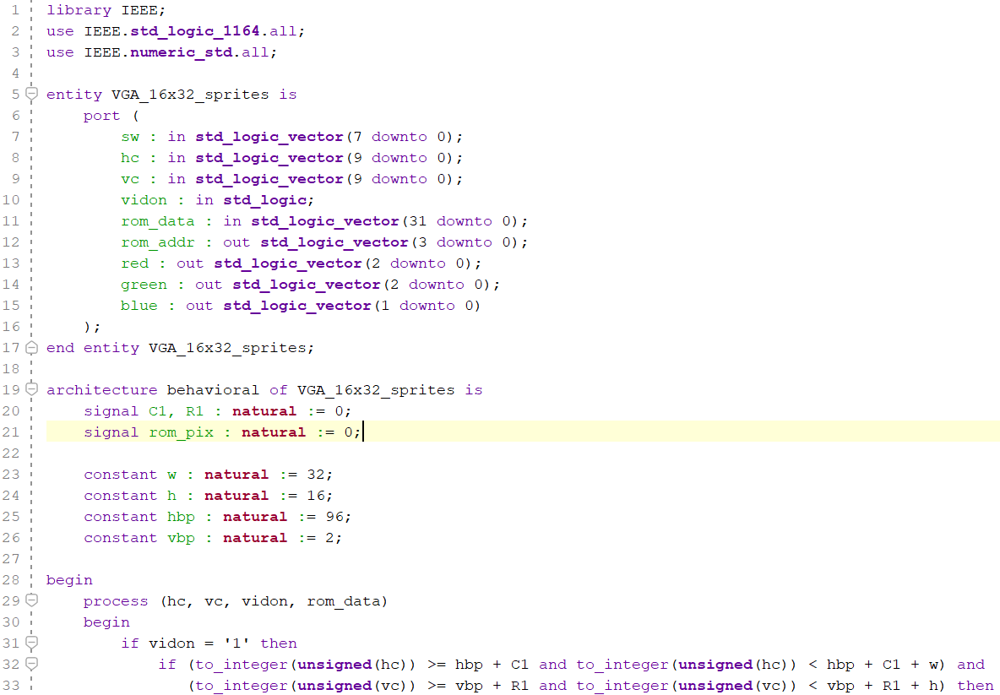 1 library IEEE;
2 use IEEE.std_logic_1164.all;
3 use IEEE.numeric_std.all;
4
5 entity VGA_16x32_sprites is
6     port (
7         sw : in std_logic_vector(7 downto 0);
8         hc : in std_logic_vector(9 downto 0);
9         vc : in std_logic_vector(9 downto 0);
10         vidon : in std_logic;
11         rom_data : in std_logic_vector(31 downto 0);
12         rom_addr : out std_logic_vector(3 downto 0);
13         red : out std_logic_vector(2 downto 0);
14         green : out std_logic_vector(2 downto 0);
15         blue : out std_logic_vector(1 downto 0)
16     );
17 end entity VGA_16x32_sprites;
18
19 architecture behavioral of VGA_16x32_sprites is
20     signal C1, R1 : natural := 0;
21     signal rom_pix : natural := 0;
22
23     constant w : natural := 32;
24     constant h : natural := 16;
25     constant hbp : natural := 96;
26     constant vbp : natural := 2;
27
28 begin
29     process (hc, vc, vidon, rom_data)
30     begin
31         if vidon = '1' then
32             if (to_integer(unsigned(hc)) >= hbp + C1 and to_integer(unsigned(hc)) < hbp + C1 + w) and
33                (to_integer(unsigned(vc)) >= vbp + R1 and to_integer(unsigned(vc)) < vbp + R1 + h) then